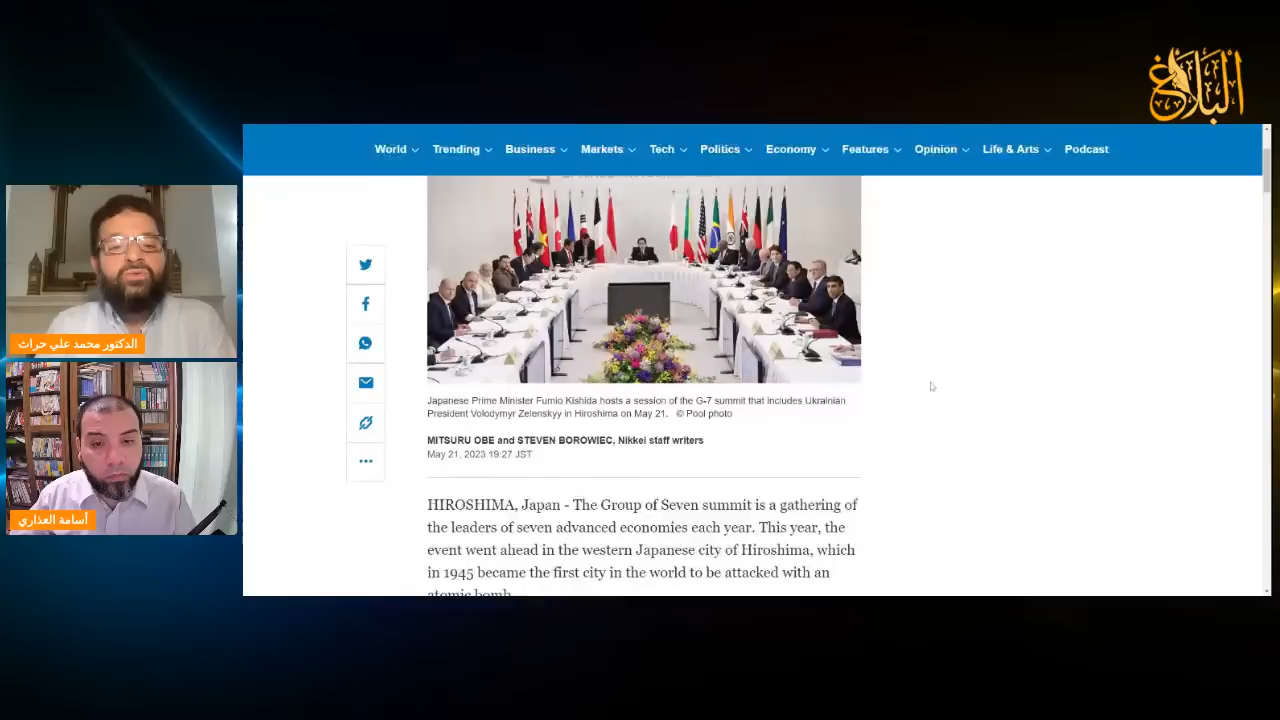 البلاغ
World
Trending
Business
Markets
Tech
Politics
Economy
Features
Opinion
Life & Arts
Podcast
الدكتور محمد علي حراث
أسامة العذاري
Japanese Prime Minister Fumio Kishida hosts a session of the G-7 summit that includes Ukrainian
President Volodymyr Zelenskyy in Hiroshima on May 21. © Pool photo
MITSURU OBE and STEVEN BOROWIEC, Nikkei staff writers
May 21, 2023 19:27 JST
HIROSHIMA, Japan - The Group of Seven summit is a gathering of
the leaders of seven advanced economies each year. This year, the
event went ahead in the western Japanese city of Hiroshima, which
in 1945 became the first city in the world to be attacked with an
atomic bomb.